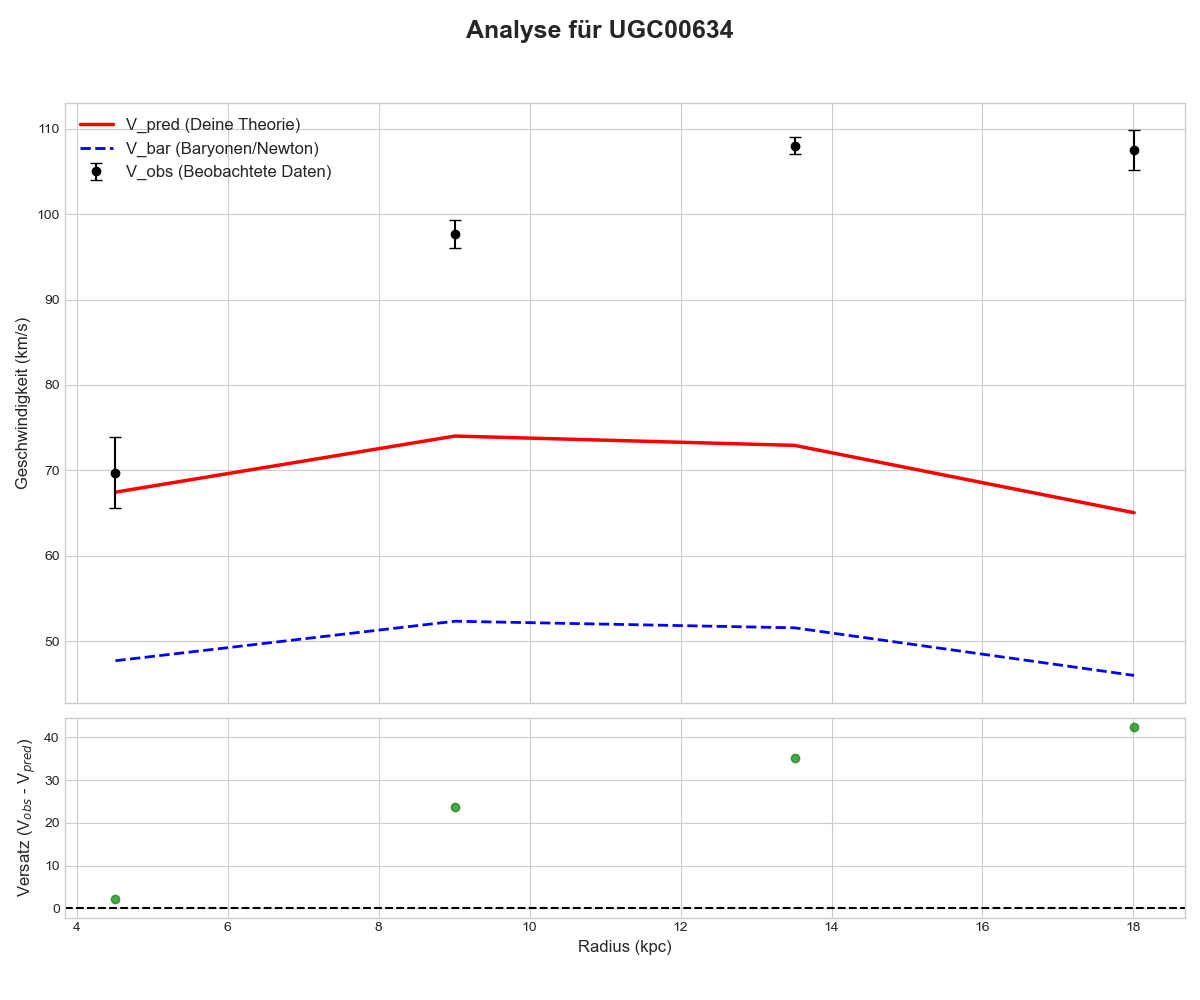 Analyse für UGC00634
V_pred (Deine Theorie)
V_bar (Baryonen/Newton)
V_obs (Beobachtete Daten)
Geschwindigkeit (km/s)
110
100
90
80
70
60
50
Versatz (V_obs - V_pred)
40
30
20
10
0
4 6 8 10 12 14 16 18
Radius (kpc)